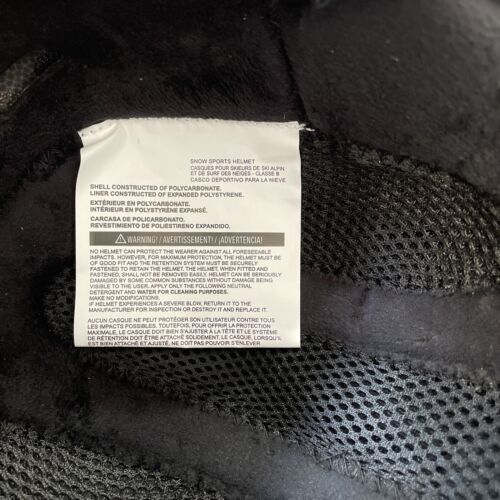 SNOW SPORTS HELMET
CASQUES POUR SKIEURS DE SKI ALPIN
ET DE SURF DES NEIGES - CLASSE B
CASCO DEPORTIVO PARA LA NIEVE
SHELL CONSTRUCTED OF POLYCARBONATE.
LINER CONSTRUCTED OF EXPANDED POLYSTYRENE.
EXTÉRIEUR EN POLYCARBONATE.
INTÉRIEUR EN POLYSTYRÈNE EXPANSÉ.
CARCASA DE POLICARBONATO.
REVESTIMIENTO DE POLIESTIRENO EXPANDIDO.
WARNING! / AVERTISSEMENT! / ¡ADVERTENCIA!
NO HELMET CAN PROTECT THE WEARER AGAINST ALL FORESEEABLE
IMPACTS. HOWEVER, FOR MAXIMUM PROTECTION, THE HELMET MUST BE
OF GOOD FIT AND THE RETENTION SYSTEM MUST BE SECURELY
FASTENED TO RETAIN THE HELMET. THE HELMET, WHEN FITTED AND
FASTENED, SHALL NOT BE REMOVED EASILY. HELMET CAN BE SERIOUSLY
DAMAGED BY SOME COMMON SUBSTANCES WITHOUT DAMAGE BEING
VISIBLE TO THE USER. APPLY ONLY THE FOLLOWING NEUTRAL
DETERGENT AND WATER FOR CLEANING PURPOSES.
MAKE NO MODIFICATIONS.
IF HELMET EXPERIENCES A SEVERE BLOW, RETURN IT TO THE
MANUFACTURER FOR INSPECTION OR DESTROY IT AND REPLACE IT.
AUCUN CASQUE NE PEUT PROTÉGER SON UTILISATEUR CONTRE TOUS
LES IMPACTS POSSIBLES. TOUTEFOIS, POUR OFFRIR LA PROTECTION
MAXIMALE, LE CASQUE DOIT BIEN S'AJUSTER À LA TÊTE ET LE SYSTÈME
DE RÉTENTION DOIT ÊTRE ATTACHÉ SOLIDEMENT. LE CASQUE, LORSQU'IL
EST BIEN ATTACHÉ ET AJUSTÉ, NE DOIT PAS POUVOIR S'ENLEVER